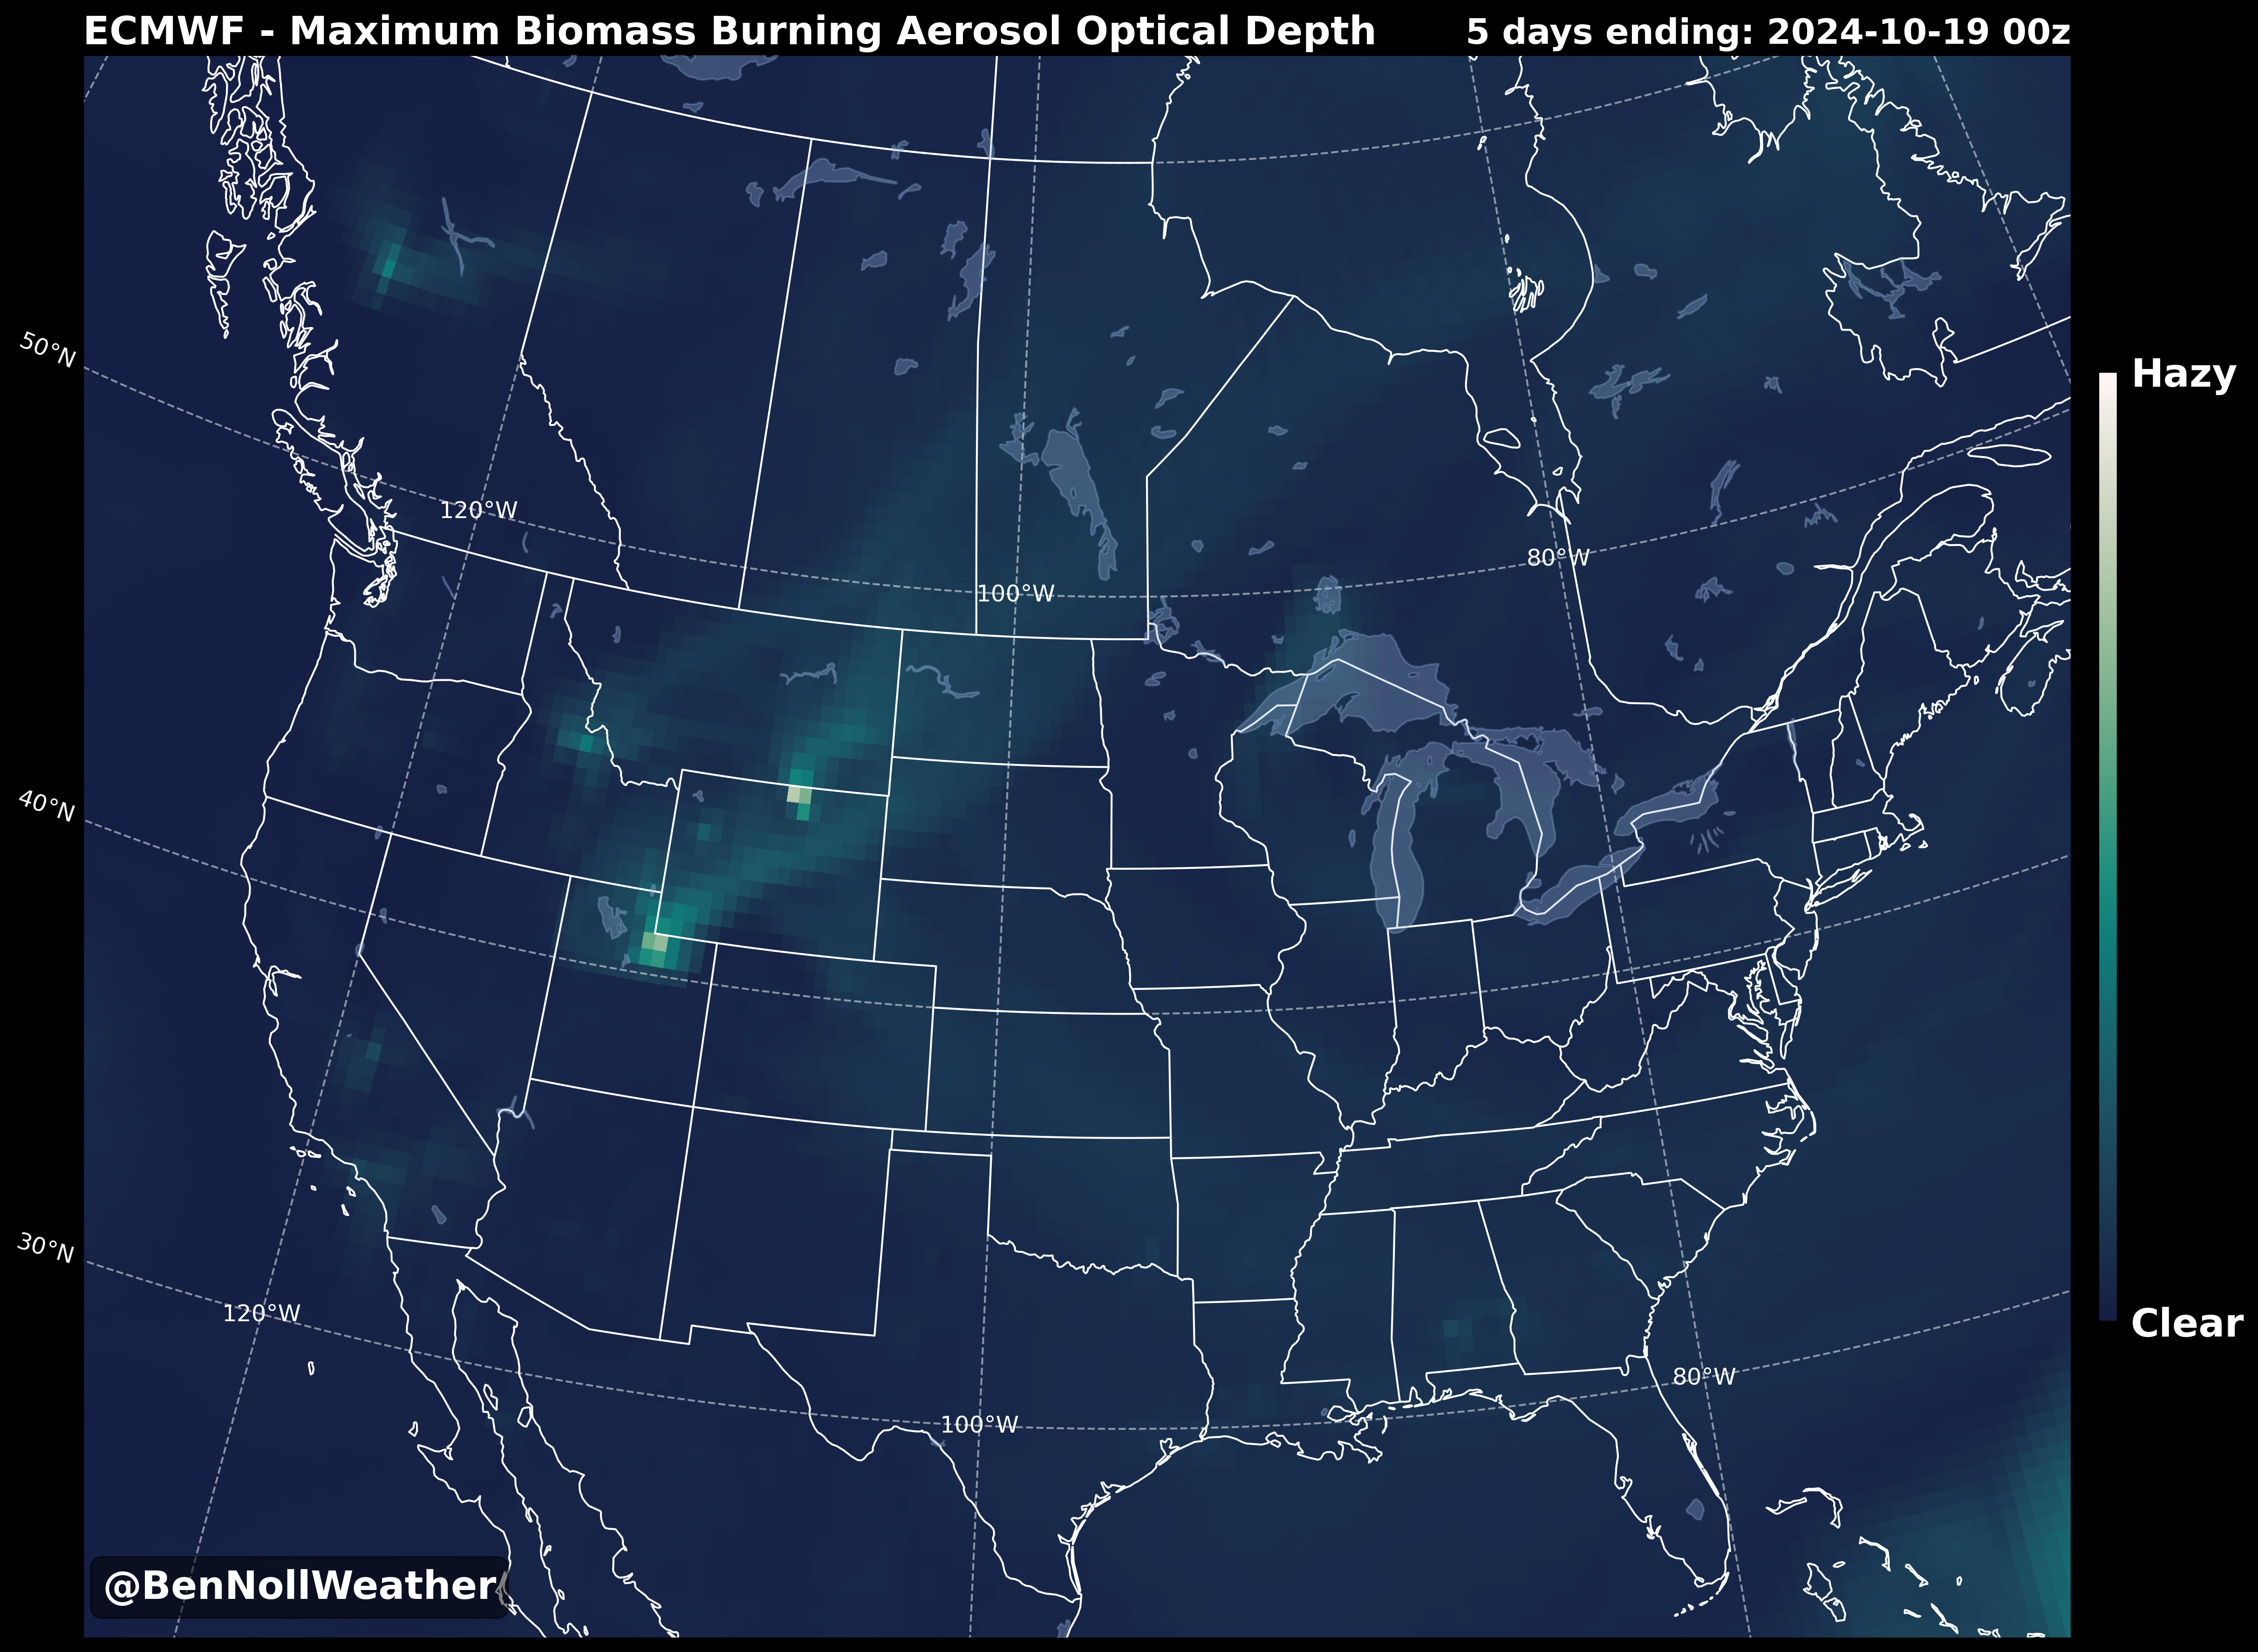 ECMWF - Maximum Biomass Burning Aerosol Optical Depth
5 days ending: 2024-10-19 00z
50°N
Hazy
120°W
80°W
100°W
40°N
30°N
120°W
Clear
80°W
100°W
@BenNollWeather